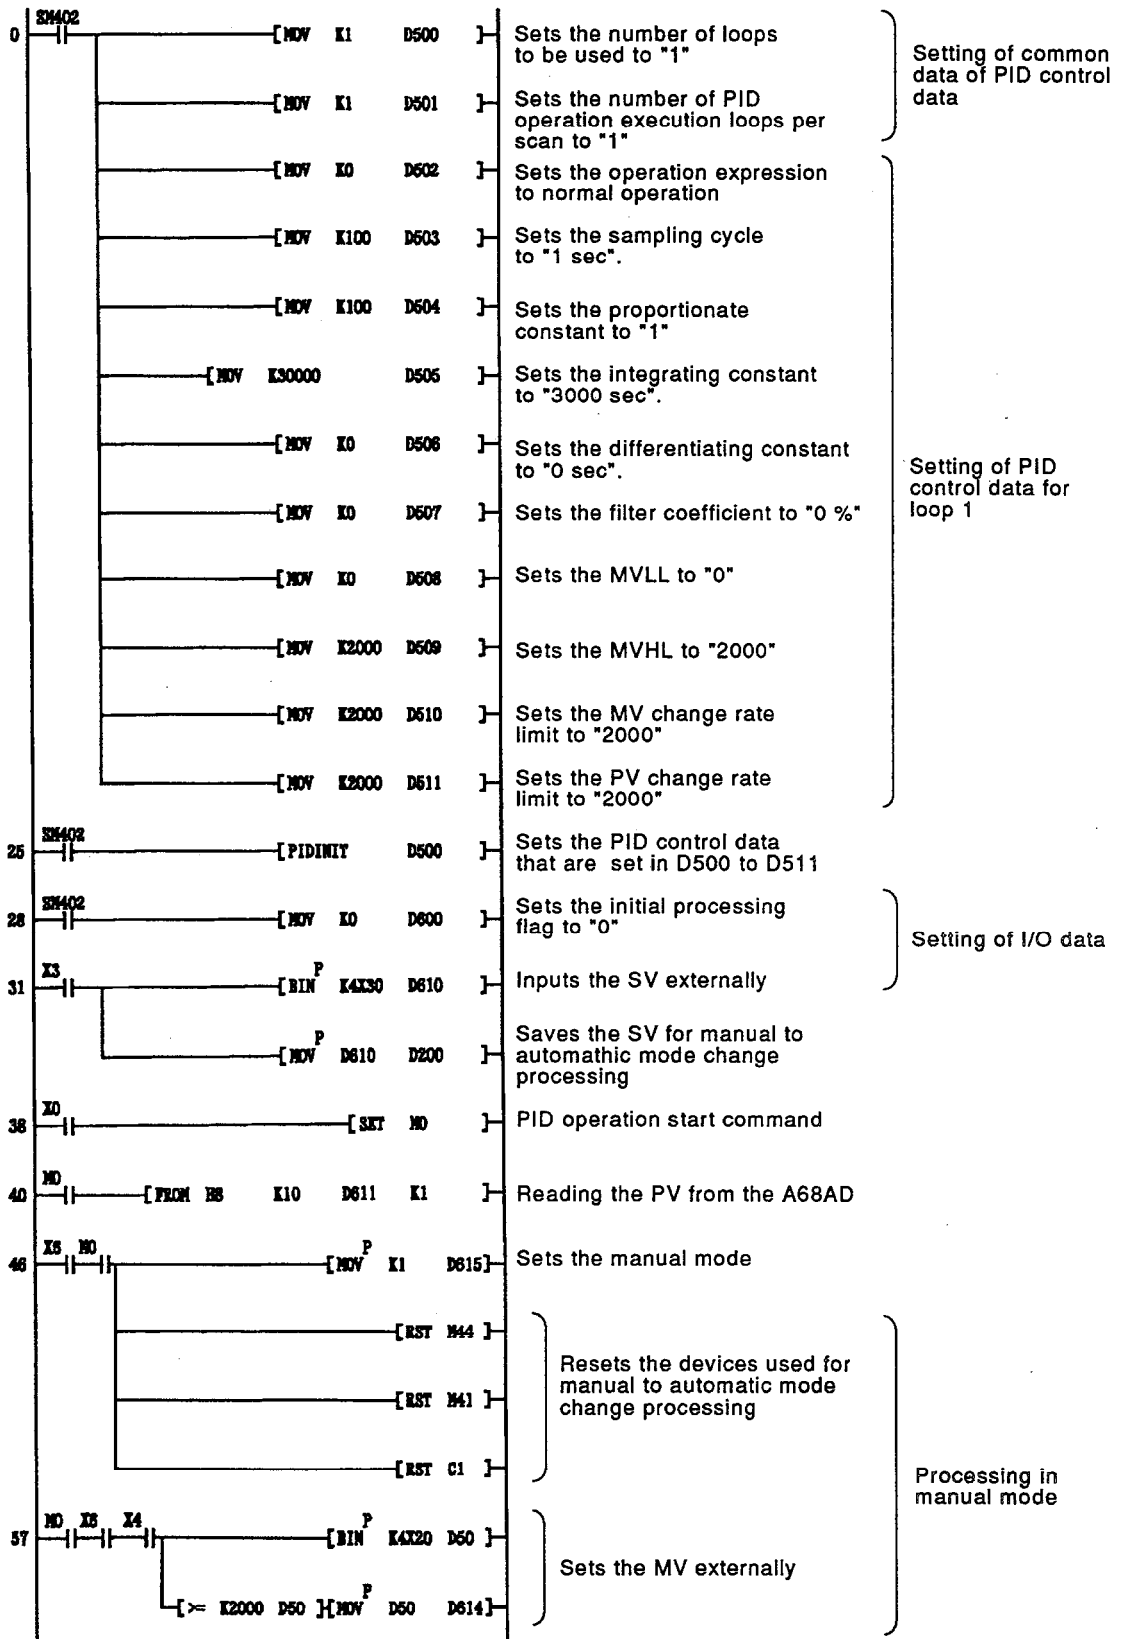 SM402
0 [MOV K1 D500 ] Sets the number of loops
to be used to "1"
Setting of common
data of PID control
data
[MOV K1 D501 ] Sets the number of PID
operation execution loops per
scan to "1"
[MOV K0 D502 ] Sets the operation expression
to normal operation
[MOV K100 D503 ] Sets the sampling cycle
to "1 sec".
[MOV K100 D504 ] Sets the proportionate
constant to "1"
[MOV K30000 D505 ] Sets the integrating constant
to "3000 sec".
[MOV K0 D506 ] Sets the differentiating constant
to "0 sec".
Setting of PID
control data for
loop 1
[MOV K0 D507 ] Sets the filter coefficient to "0 %"
[MOV K0 D508 ] Sets the MVLL to "0"
[MOV K2000 D509 ] Sets the MVHL to "2000"
[MOV K2000 D510 ] Sets the MV change rate
limit to "2000"
[MOV K2000 D511 ] Sets the PV change rate
limit to "2000"
SM402
25 [PIDINIT D500 ] Sets the PID control data
that are set in D500 to D511
SM402
28 [MOV K0 D600 ] Sets the initial processing
flag to "0"
Setting of I/O data
X3 P
31 [BIN K4X30 D610 ] Inputs the SV externally
P
[MOV D610 D200 ] Saves the SV for manual to
automathic mode change
processing
X0
38 [SET M0 ] PID operation start command
M0
40 [FROM H8 K10 D611 K1 ] Reading the PV from the A68AD
X6 M0 P
46 [MOV K1 D615] Sets the manual mode
[RST M44 ]
Resets the devices used for
manual to automatic mode
change processing
[RST M41 ]
[RST C1 ]
Processing in
manual mode
M0 X6 X4 P
57 [BIN K4X20 D50 ]
Sets the MV externally
P
[>= K2000 D50 ][MOV D50 D614]